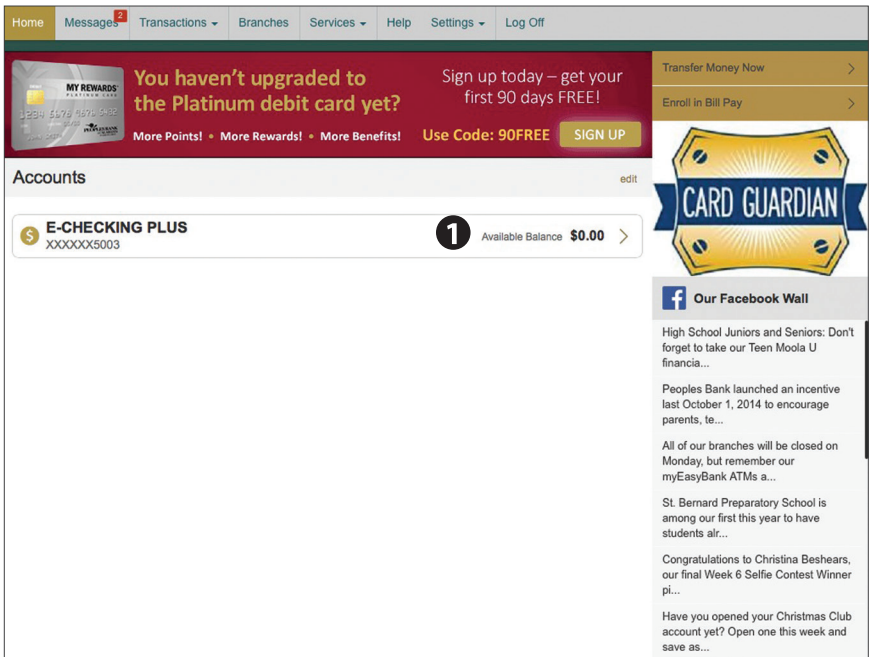 Home Messages 2 Transactions Branches Services Help Settings Log Off
MY REWARDS
PLATINUM CARD
You haven't upgraded to
the Platinum debit card yet?
More Points! • More Rewards! • More Benefits!
Sign up today – get your
first 90 days FREE!
Use Code: 90FREE SIGN UP
Transfer Money Now
Enroll in Bill Pay
Accounts edit
E-CHECKING PLUS
XXXXXX5003
1 Available Balance $0.00
CARD GUARDIAN
Our Facebook Wall
High School Juniors and Seniors: Don't
forget to take our Teen Moola U
financia...
Peoples Bank launched an incentive
last October 1, 2014 to encourage
parents, te...
All of our branches will be closed on
Monday, but remember our
myEasyBank ATMs a...
St. Bernard Preparatory School is
among our first this year to have
students alr...
Congratulations to Christina Beshears,
our final Week 6 Selfie Contest Winner
pi...
Have you opened your Christmas Club
account yet? Open one this week and
save as...